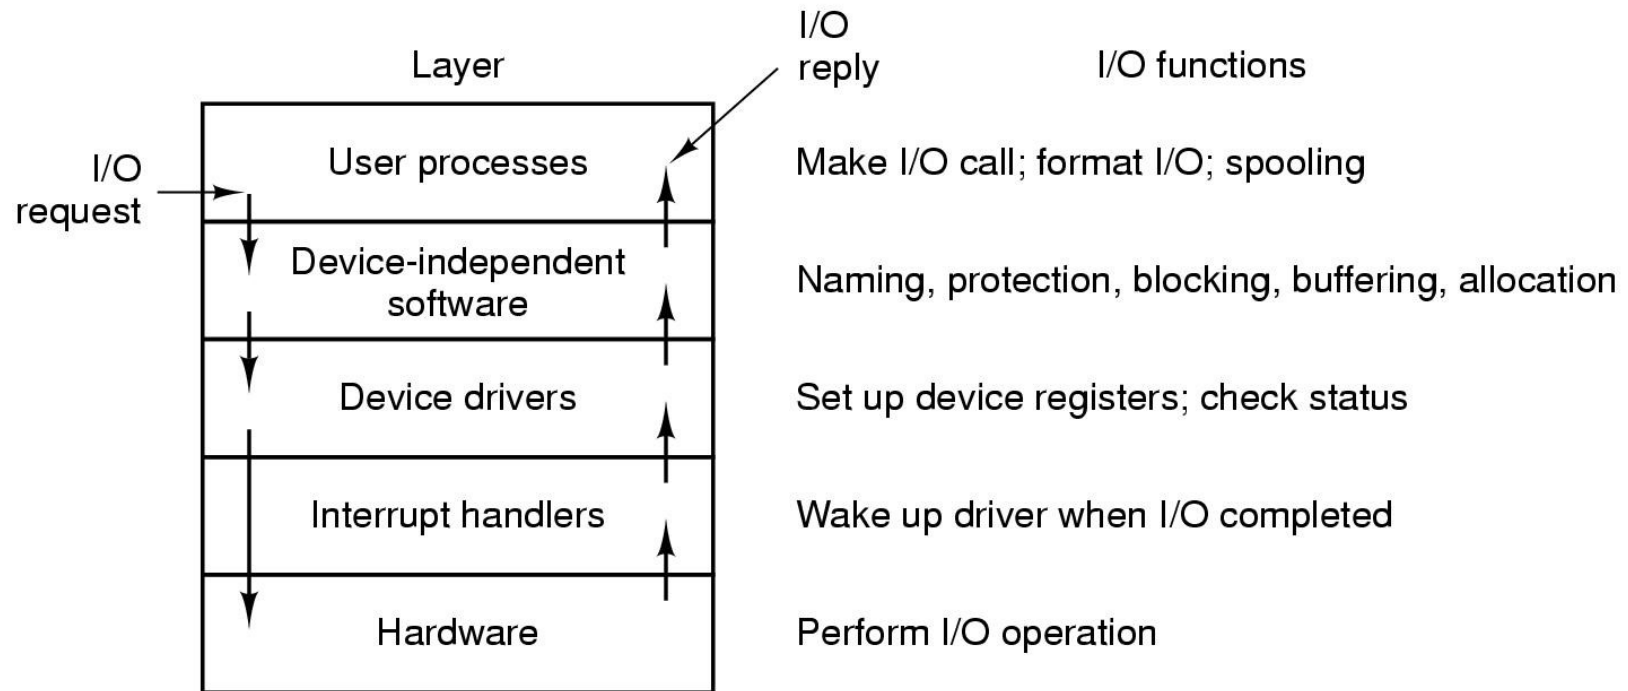 I/O
reply
Layer
I/O functions
I/O
request
User processes
Make I/O call; format I/O; spooling
Device-independent
software
Naming, protection, blocking, buffering, allocation
Device drivers
Set up device registers; check status
Interrupt handlers
Wake up driver when I/O completed
Hardware
Perform I/O operation